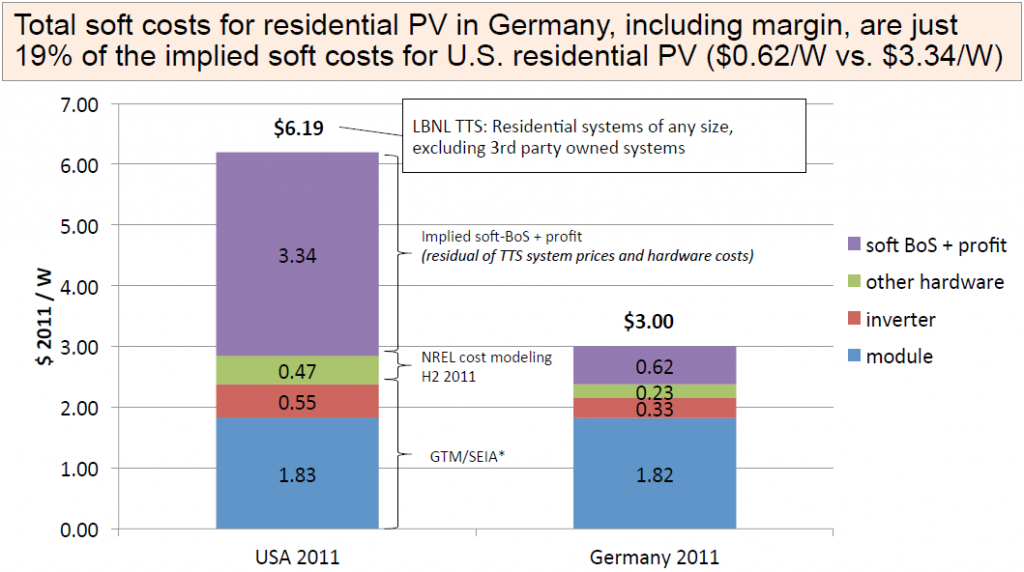 Total soft costs for residential PV in Germany, including margin, are just
19% of the implied soft costs for U.S. residential PV ($0.62/W vs. $3.34/W)
7.00
6.00
5.00
4.00
3.00
2.00
1.00
0.00
$ 2011 / W
$6.19
LBNL TTS: Residential systems of any size,
excluding 3rd party owned systems
3.34
0.47
0.55
1.83
Implied soft-BoS + profit
(residual of TTS system prices and hardware costs)
NREL cost modeling
H2 2011
GTM/SEIA*
$3.00
0.62
0.23
0.33
1.82
USA 2011
Germany 2011
soft BoS + profit
other hardware
inverter
module